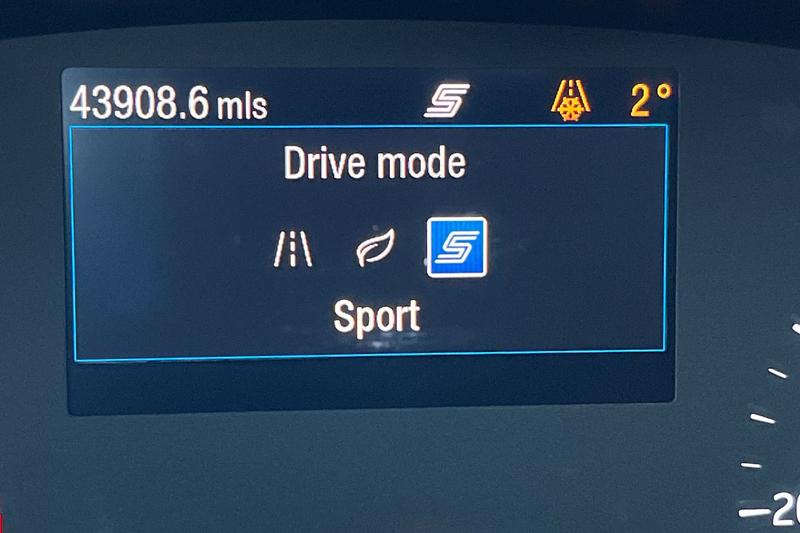 43908.6 mls 2°
Drive mode
Sport